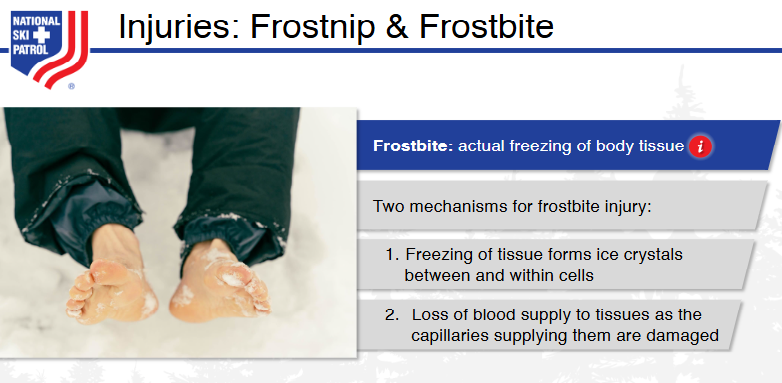 NATIONAL
SKI
PATROL
®
Injuries: Frostnip & Frostbite
Frostbite: actual freezing of body tissue i
Two mechanisms for frostbite injury:
1. Freezing of tissue forms ice crystals
between and within cells
2. Loss of blood supply to tissues as the
capillaries supplying them are damaged